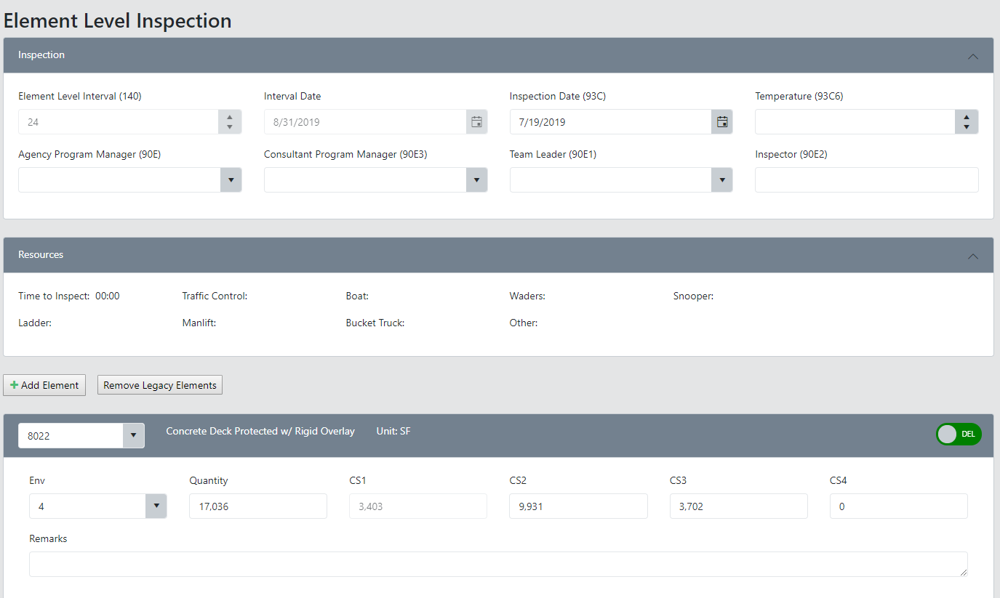 Element Level Inspection
Inspection
Element Level Interval (140) Interval Date Inspection Date (93C) Temperature (93C6)
24 8/31/2019 7/19/2019
Agency Program Manager (90E) Consultant Program Manager (90E3) Team Leader (90E1) Inspector (90E2)
Resources
Time to Inspect: 00:00 Traffic Control: Boat: Waders: Snooper:
Ladder: Manlift: Bucket Truck: Other:
Add Element Remove Legacy Elements
8022 Concrete Deck Protected w/ Rigid Overlay Unit: SF DEL
Env Quantity CS1 CS2 CS3 CS4
4 17,036 3,403 9,931 3,702 0
Remarks